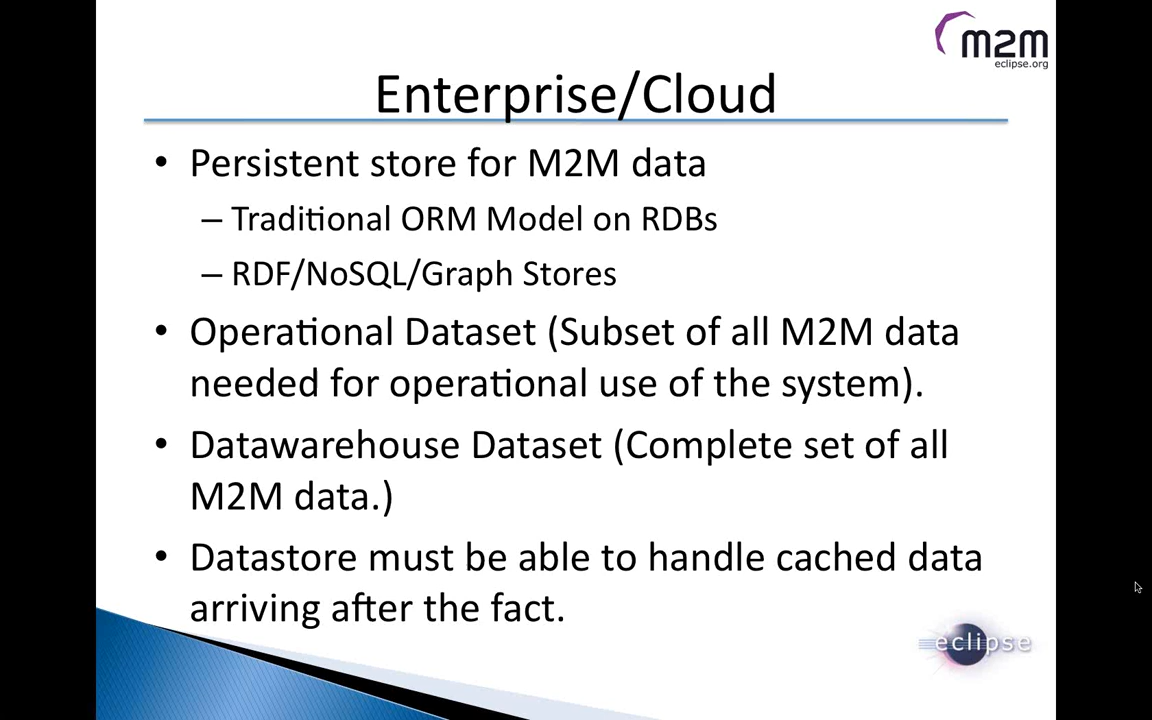 m2m
eclipse.org
Enterprise/Cloud
• Persistent store for M2M data
– Traditional ORM Model on RDBs
– RDF/NoSQL/Graph Stores
• Operational Dataset (Subset of all M2M data
needed for operational use of the system).
• Datawarehouse Dataset (Complete set of all
M2M data.)
• Datastore must be able to handle cached data
arriving after the fact.
eclipse